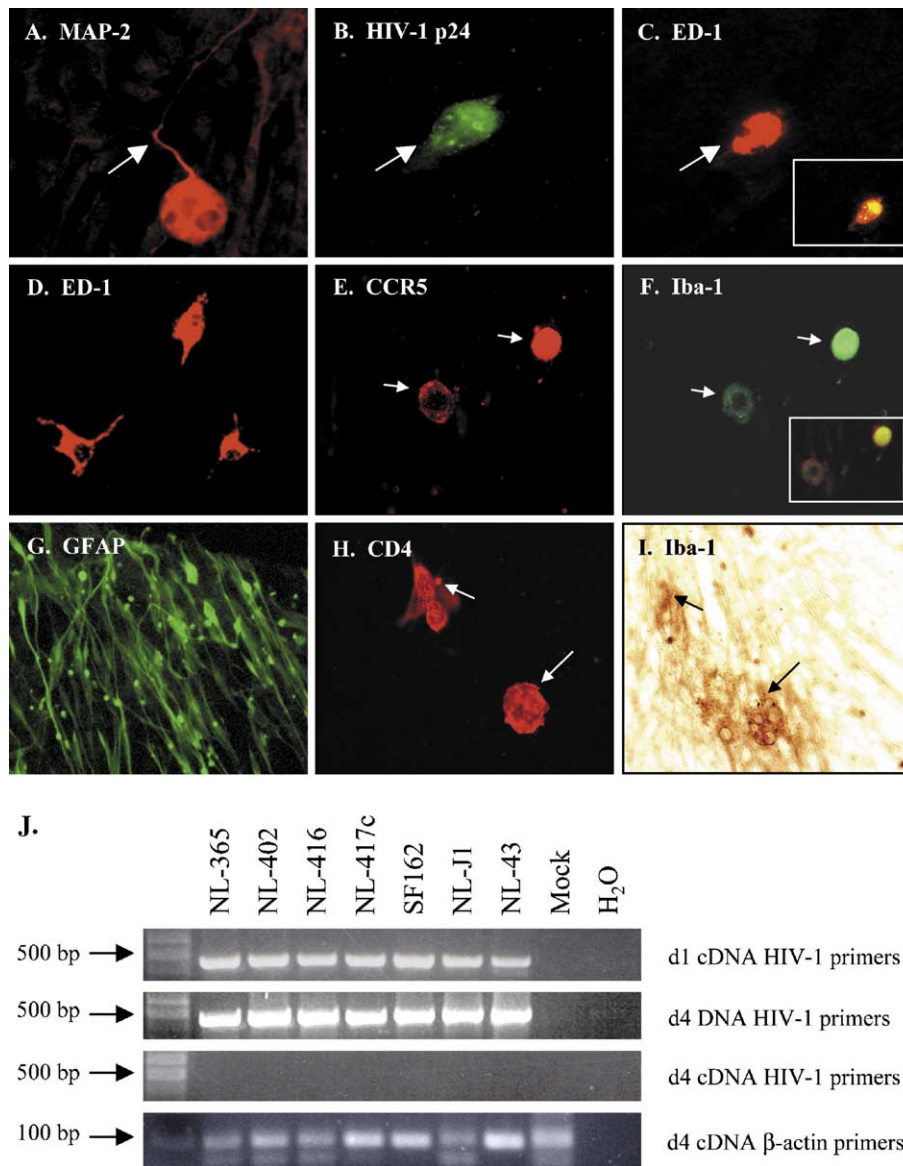 A. MAP-2
B. HIV-1 p24
C. ED-1
D. ED-1
E. CCR5
F. Iba-1
G. GFAP
H. CD4
I. Iba-1
J.
NL-365
NL-402
NL-416
NL-417c
SF162
NL-J1
NL-43
Mock
H₂O
500 bp
d1 cDNA HIV-1 primers
500 bp
d4 DNA HIV-1 primers
500 bp
d4 cDNA HIV-1 primers
100 bp
d4 cDNA β-actin primers